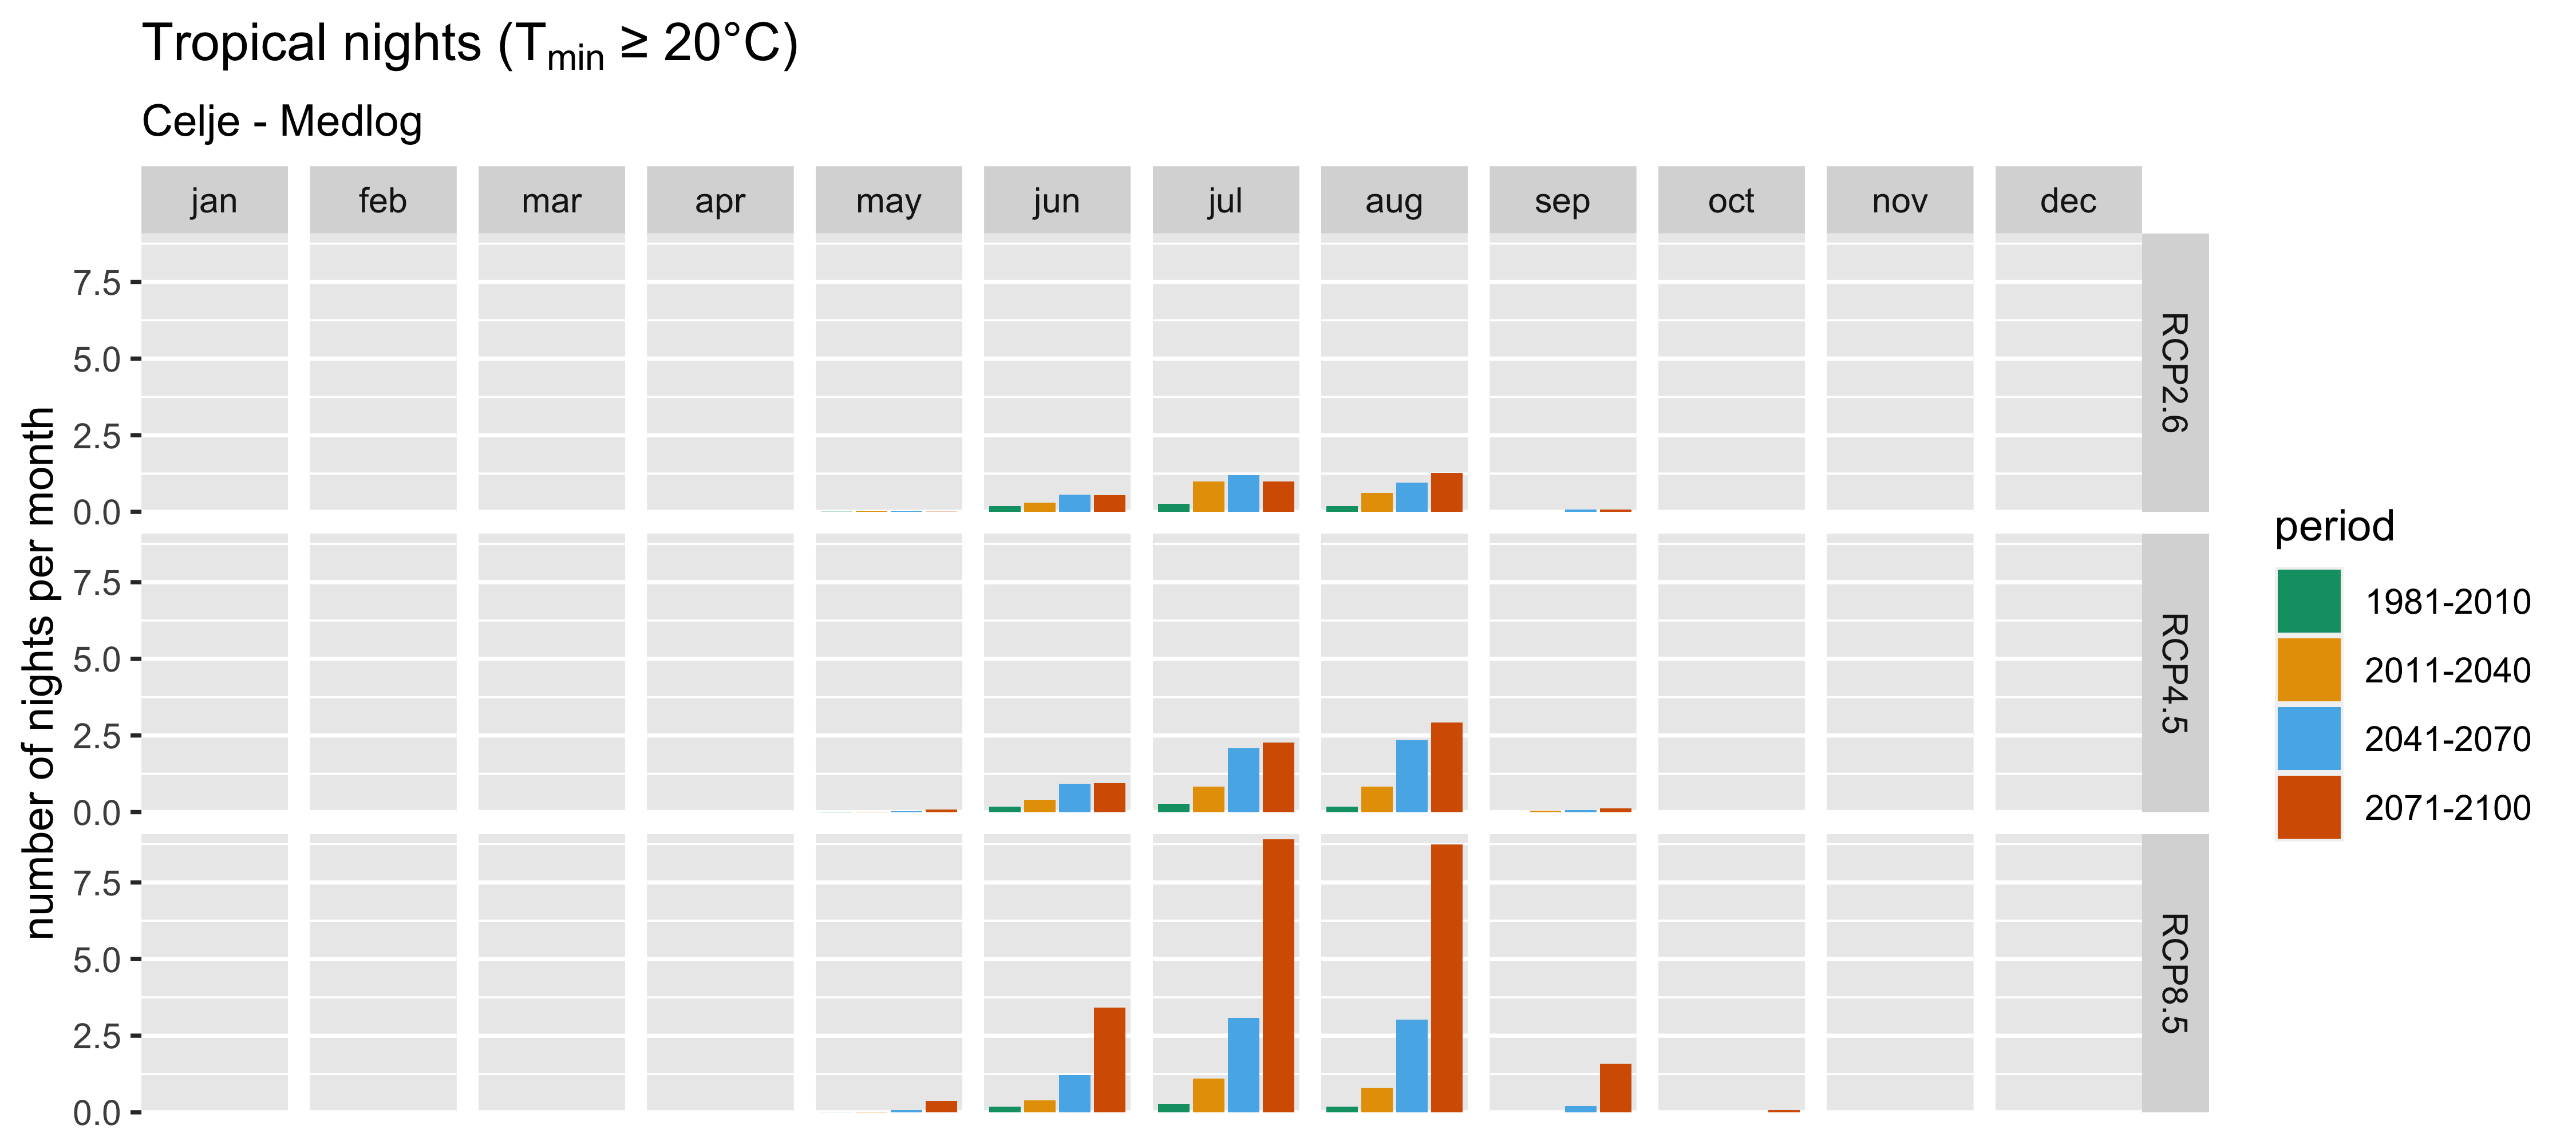 Tropical nights (Tmin ≥ 20°C)
Celje - Medlog
jan feb mar apr may jun jul aug sep oct nov dec
number of nights per month
7.5
5.0
2.5
0.0
RCP2.6
7.5
5.0
2.5
0.0
RCP4.5
7.5
5.0
2.5
0.0
RCP8.5
period
1981-2010
2011-2040
2041-2070
2071-2100